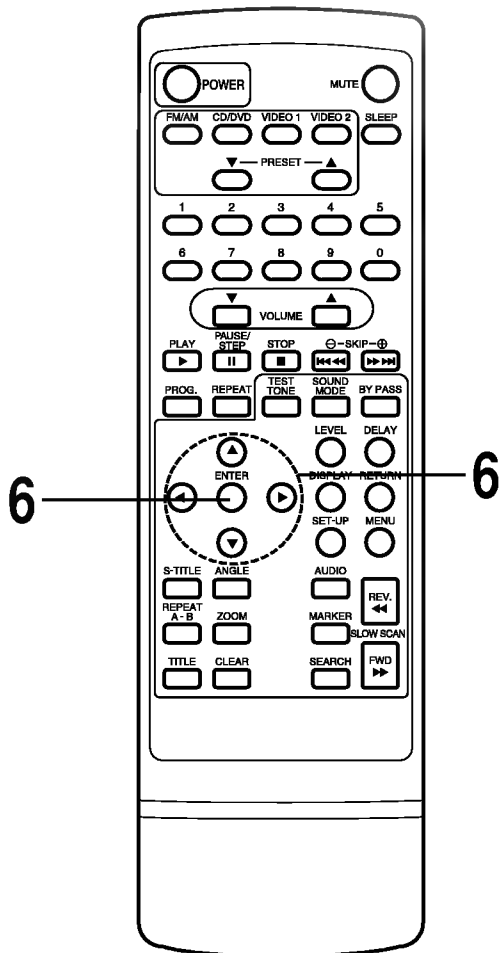 POWER MUTE
FM/AM CD/DVD VIDEO 1 VIDEO 2 SLEEP
▼ — PRESET — ▲
1 2 3 4 5
6 7 8 9 0
▼ VOLUME ▲
PLAY PAUSE/STEP STOP ⊖-SKIP-⊕
PROG. REPEAT TEST TONE SOUND MODE BY PASS
LEVEL DELAY
6 ENTER DISPLAY RETURN 6
SET-UP MENU
S-TITLE ANGLE AUDIO REV.
REPEAT A-B ZOOM MARKER SLOW SCAN
TITLE CLEAR SEARCH FWD